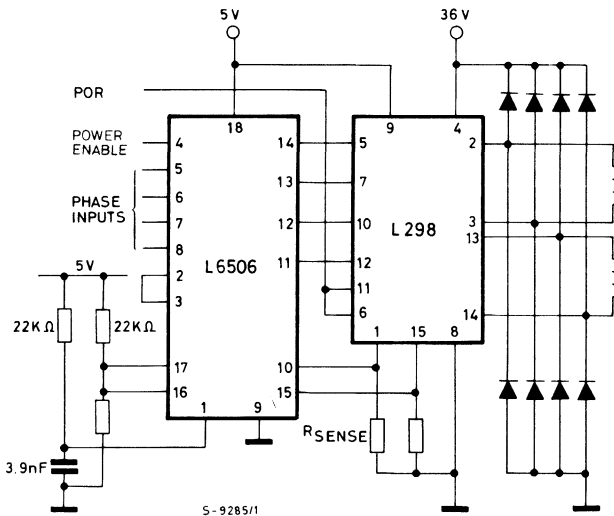 5V
36V
POR
18
9
4
POWER
ENABLE
4
14
5
2
5
PHASE
INPUTS
6
13
7
7
12
10
3
8
L6506
L298
13
11
12
5V
2
11
3
6
14
22KΩ
22KΩ
1
15
8
17
10
16
15
1
9
RSENSE
3.9nF
S-9285/1